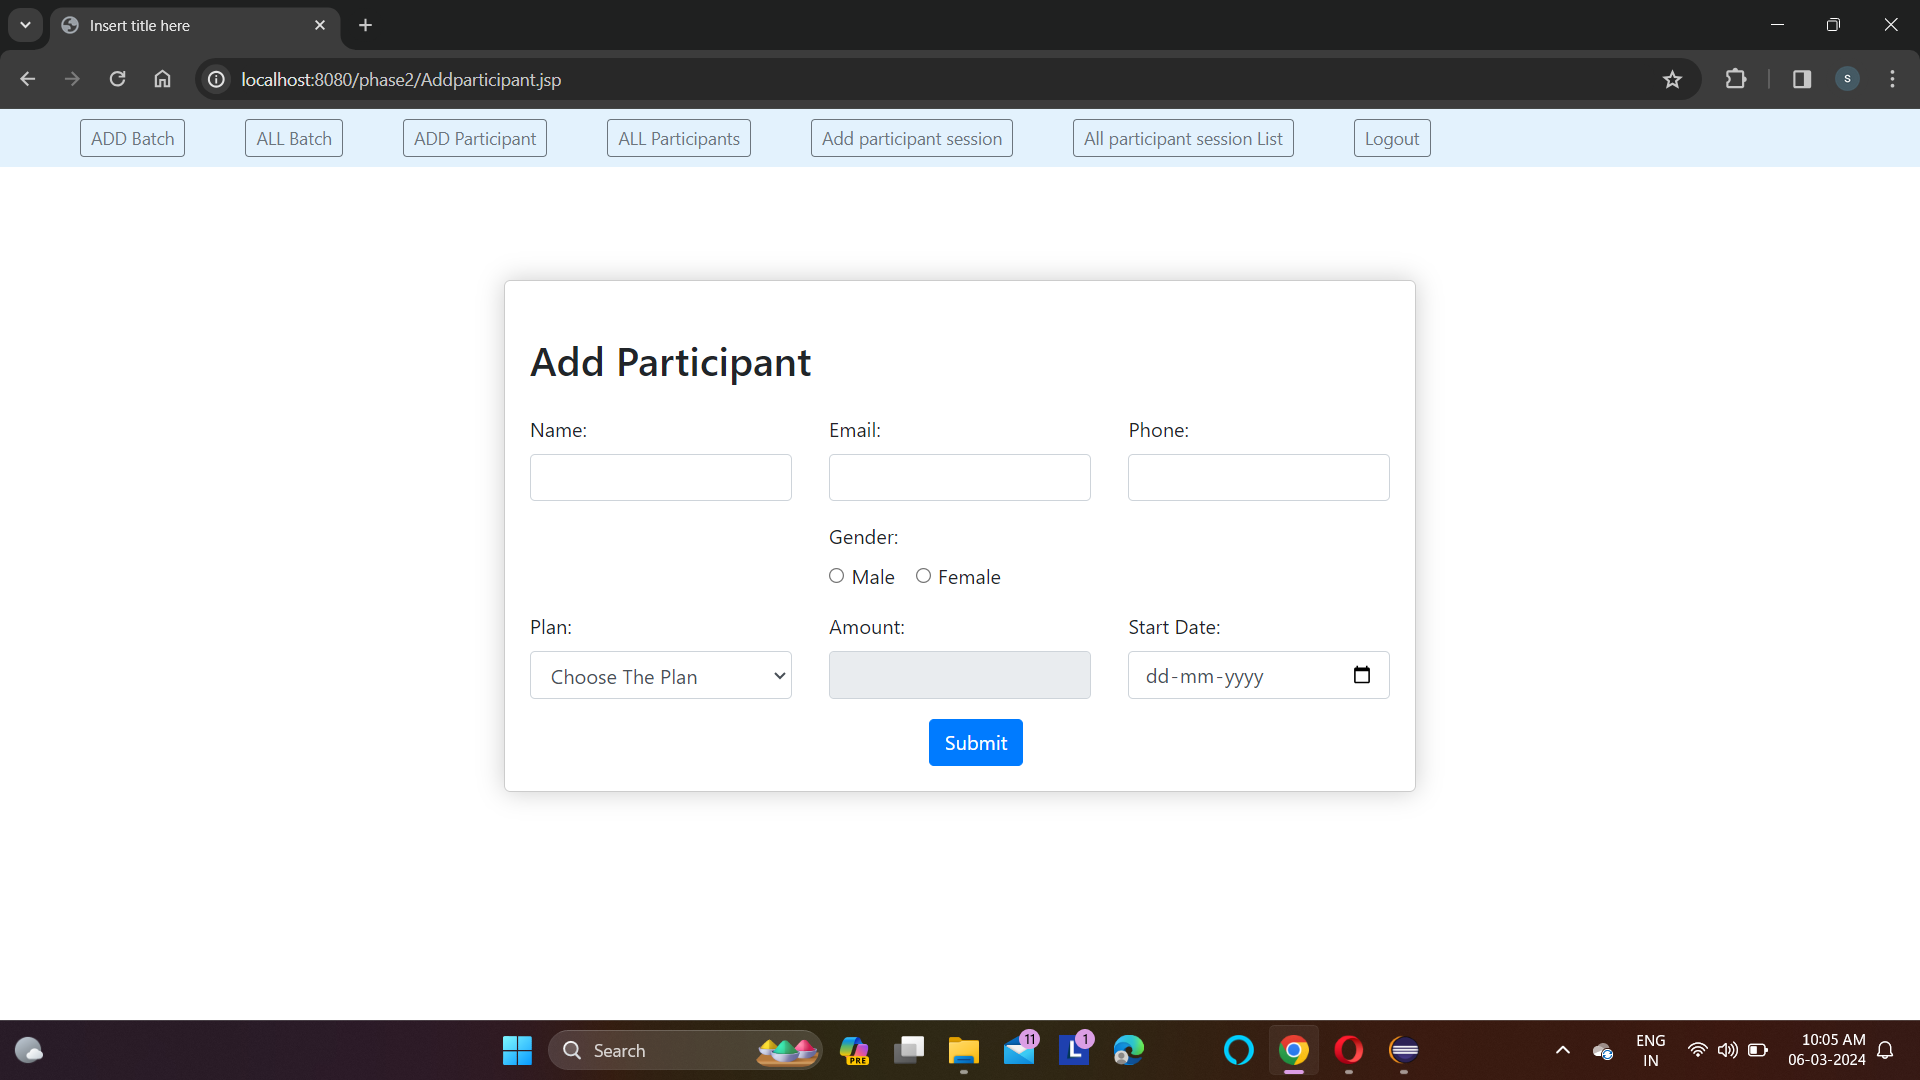 Insert title here
localhost:8080/phase2/Addparticipant.jsp
S
ADD Batch ALL Batch ADD Participant ALL Participants Add participant session All participant session List Logout
Add Participant
Name: Email: Phone:
Gender:
Male Female
Plan: Amount: Start Date:
Choose The Plan dd-mm-yyyy
Submit
Search PRE 11 L 1 ENG IN 10:05 AM
06-03-2024